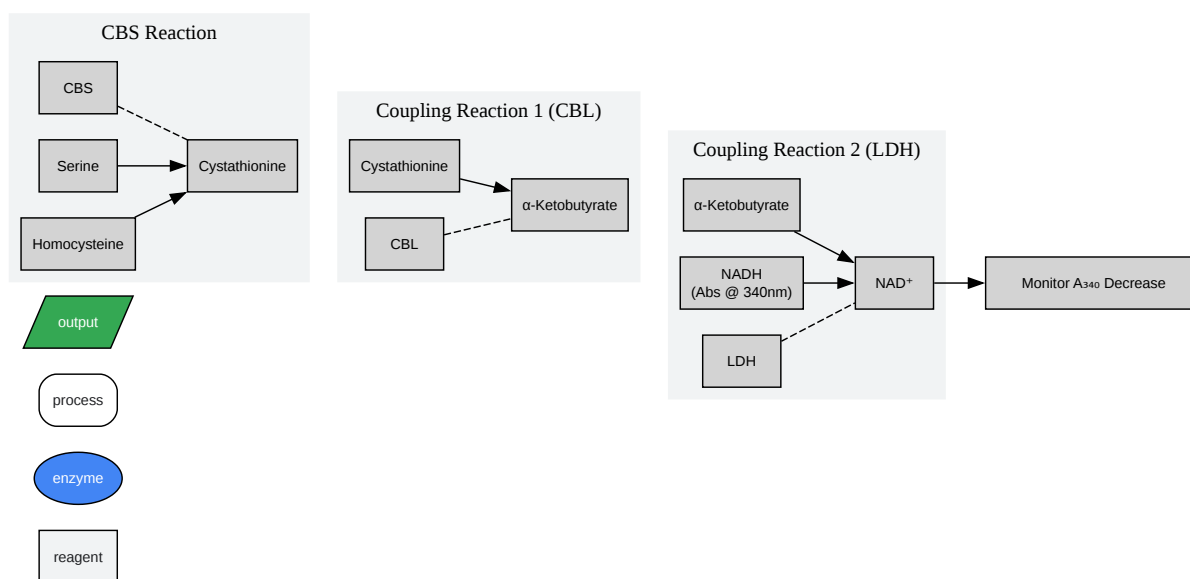 CBS Reaction
CBS
Serine
Homocysteine
Cystathionine
Coupling Reaction 1 (CBL)
Cystathionine
CBL
α-Ketobutyrate
Coupling Reaction 2 (LDH)
α-Ketobutyrate
NADH
(Abs @ 340nm)
LDH
NAD⁺
Monitor A₃₄₀ Decrease
output
process
enzyme
reagent